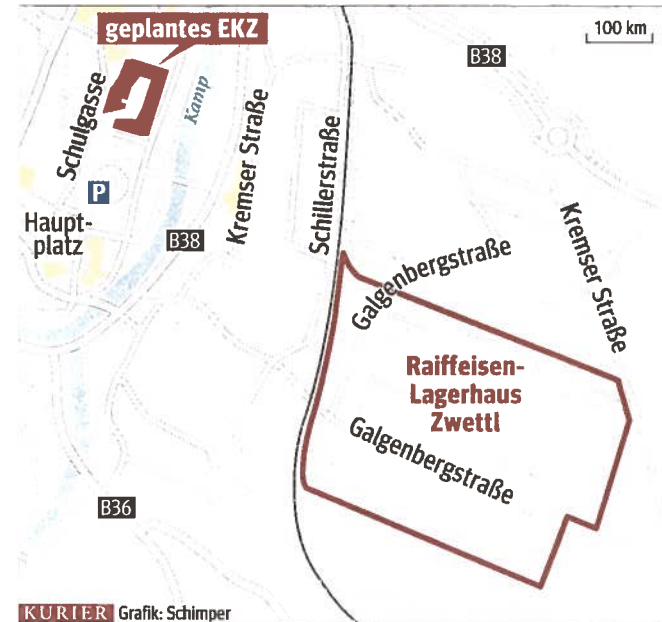 geplantes EKZ
100 km
B38
Schulgasse
Kamp
Kremser Straße
Schillerstraße
P
Haupt-
platz
B38
Kremser Straße
Galgenbergstraße
Raiffeisen-
Lagerhaus
Zwettl
Galgenbergstraße
B36
KURIER Grafik: Schimper